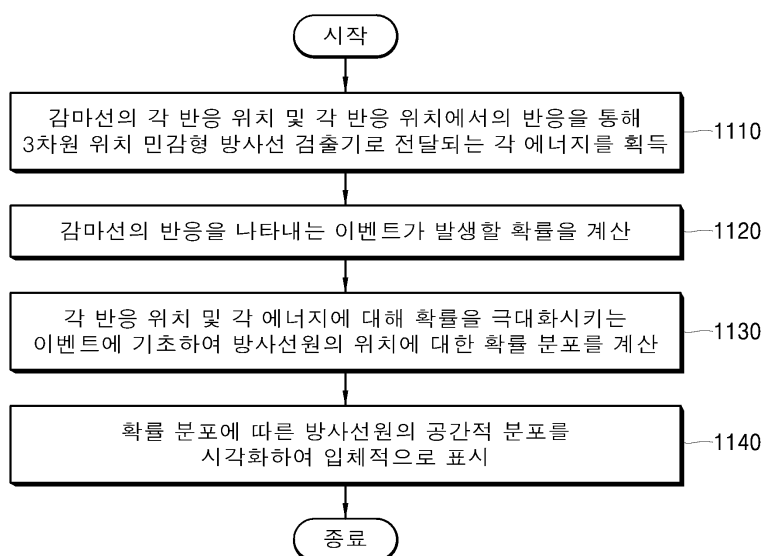 시작
감마선의 각 반응 위치 및 각 반응 위치에서의 반응을 통해
3차원 위치 민감형 방사선 검출기로 전달되는 각 에너지를 획득
1110
감마선의 반응을 나타내는 이벤트가 발생할 확률을 계산
1120
각 반응 위치 및 각 에너지에 대해 확률을 극대화시키는
이벤트에 기초하여 방사선원의 위치에 대한 확률 분포를 계산
1130
확률 분포에 따른 방사선원의 공간적 분포를
시각화하여 입체적으로 표시
1140
종료